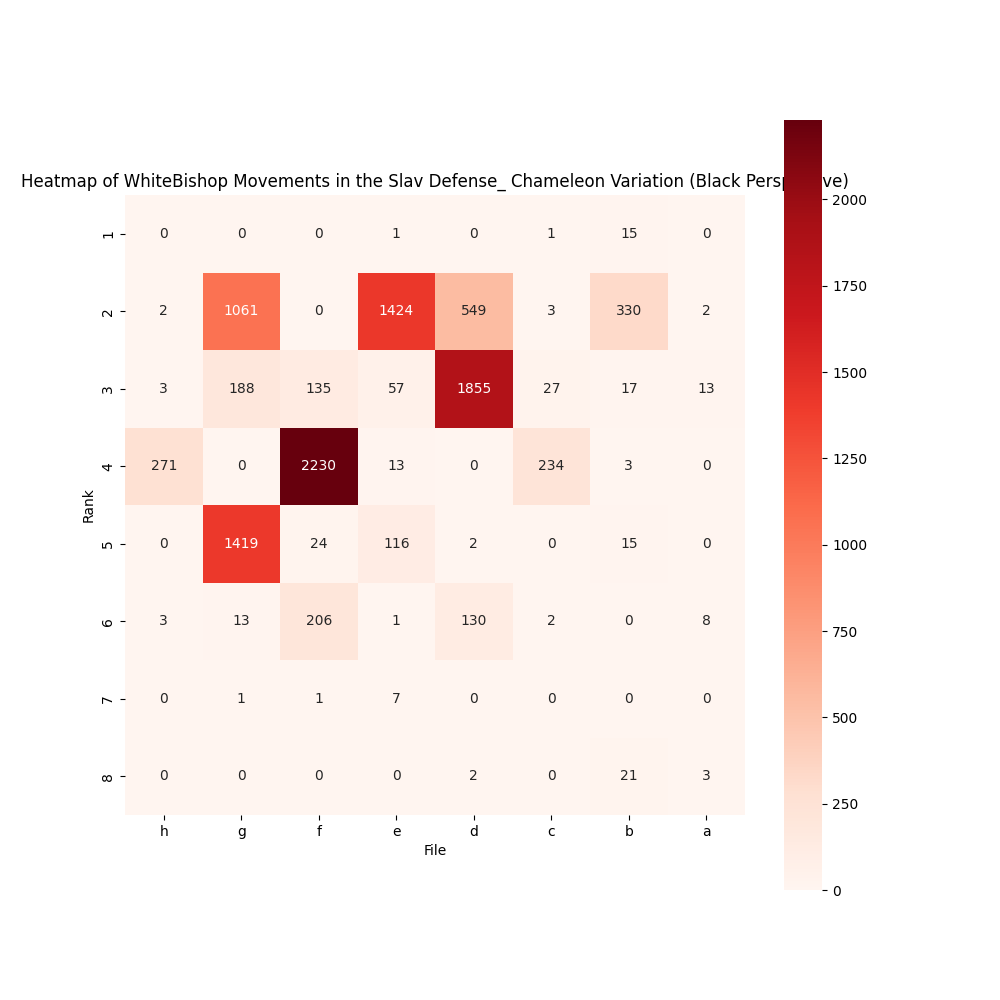 Heatmap of WhiteBishop Movements in the Slav Defense_ Chameleon Variation (Black Perspective)
1 0 0 0 1 0 1 15 0
2 2 1061 0 1424 549 3 330 2
3 3 188 135 57 1855 27 17 13
4 271 0 2230 13 0 234 3 0
5 0 1419 24 116 2 0 15 0
6 3 13 206 1 130 2 0 8
7 0 1 1 7 0 0 0 0
8 0 0 0 0 2 0 21 3
h g f e d c b a
File
Rank
2000
1750
1500
1250
1000
750
500
250
0